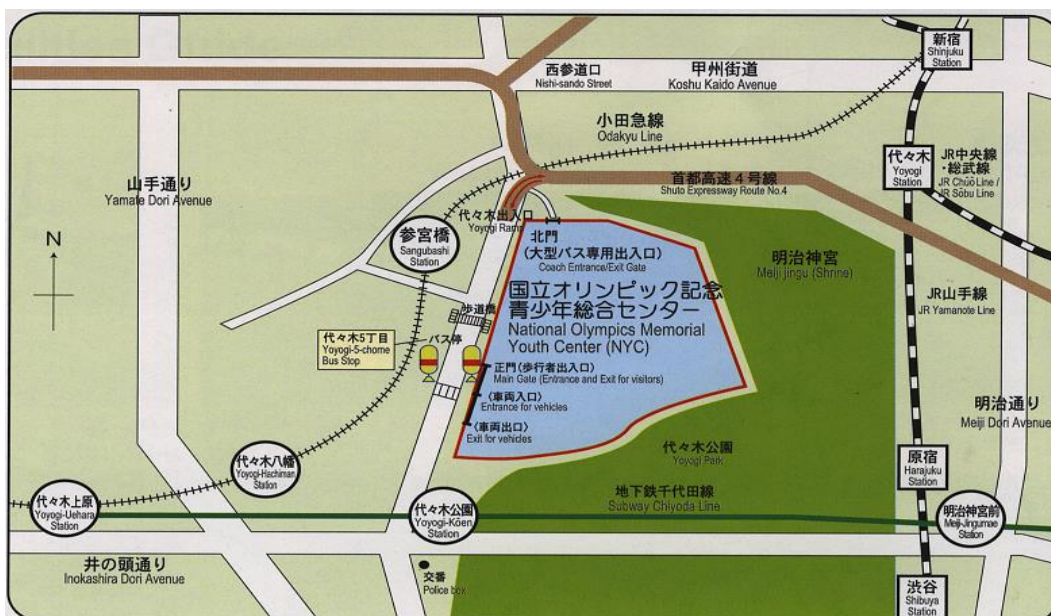 新宿
Shinjuku
Station
西参道口
Nishi-sando Street
甲州街道
Koshu Kaido Avenue
小田急線
Odakyu Line
代々木
Yoyogi
Station
JR中央線
・総武線
JR Chūō Line /
JR Sōbu Line
山手通り
Yamate Dori Avenue
首都高速4号線
Shuto Expressway Route No.4
代々木出入口
Yoyogi Ramp
N
参宮橋
Sangubashi
Station
北門
(大型バス専用出入口)
Coach Entrance/Exit Gate
明治神宮
Meiji jingu (Shrine)
国立オリンピック記念
青少年総合センター
National Olympics Memorial
Youth Center (NYC)
JR山手線
JR Yamanote Line
歩道橋
代々木5丁目
Yoyogi-5-chome
Bus Stop
バス停
正門(歩行者出入口)
Main Gate (Entrance and Exit for visitors)
〈車両入口〉
Entrance for vehicles
〈車両出口〉
Exit for vehicles
明治通り
Meiji Dori Avenue
代々木公園
Yoyogi Park
原宿
Harajuku
Station
代々木八幡
Yoyogi-Hachiman
Station
代々木上原
Yoyogi-Uehara
Station
代々木公園
Yoyogi-Kōen
Station
地下鉄千代田線
Subway Chiyoda Line
明治神宮前
Meiji-Jingumae
Station
井の頭通り
Inokashira Dori Avenue
交番
Police box
渋谷
Shibuya
Station